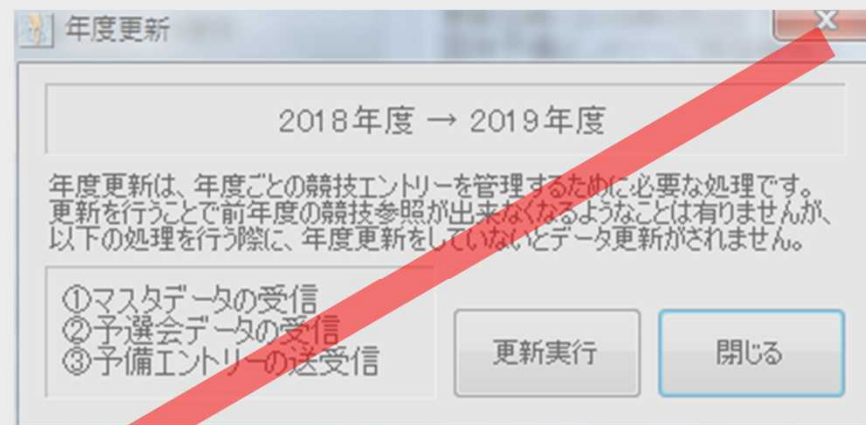 年度更新
2018年度 → 2019年度
年度更新は、年度ごとの競技エントリーを管理するために必要な処理です。
更新を行うことで前年度の競技参照が出来なくなるようなことは有りませんが、
以下の処理を行う際に、年度更新をしていないとデータ更新がされません。
①マスタデータの受信
②予選会データの受信
③予備エントリーの送受信
更新実行
閉じる